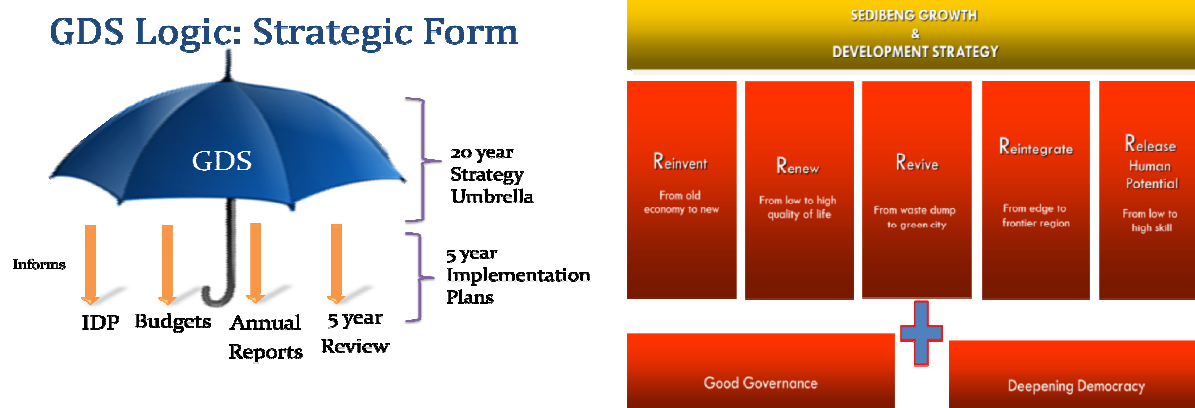 GDS Logic: Strategic Form
GDS
20 year
Strategy
Umbrella
Informs
5 year
Implementation
Plans
IDP
Budgets
Annual
Reports
5 year
Review
SEDIBENG GROWTH
&
DEVELOPMENT STRATEGY
Reinvent
From old
economy to new
Renew
From low to high
quality of life
Revive
From waste dump
to green city
Reintegrate
From edge to
frontier region
Release
Human
Potential
From low to
high skill
Good Governance
Deepening Democracy